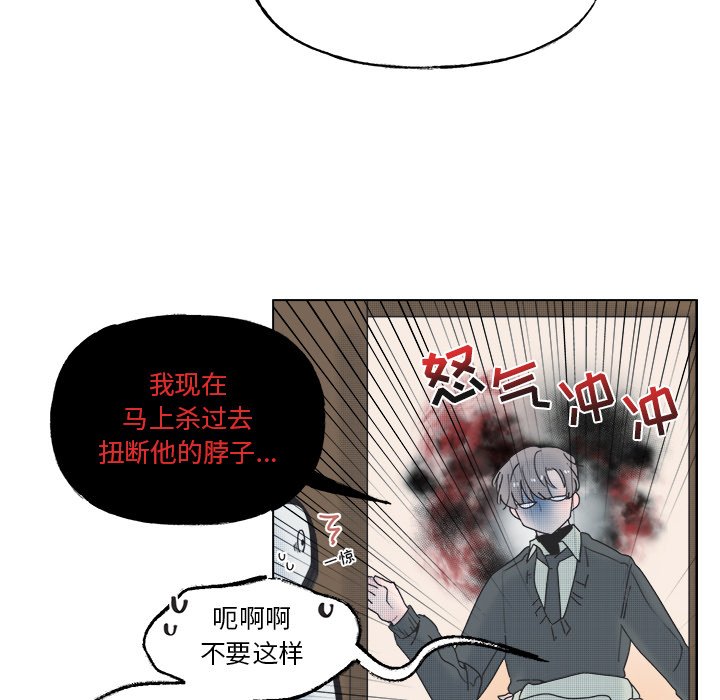 怒气冲冲
我现在
马上杀过去
扭断他的脖子…
一惊
呃啊啊
不要这样